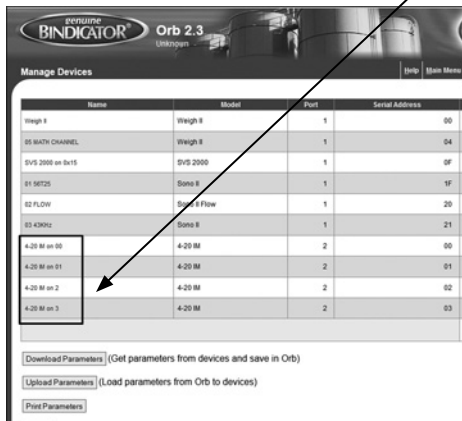 genuine
BINDICATOR Orb 2.3
Unknown
Manage Devices Help Main Menu
Name Model Port Serial Address
Weigh II Weigh II 1 00
05 MATH CHANNEL Weigh II 1 04
SVS 2000 on 0x15 SVS 2000 1 0F
01 56T25 Sono II 1 1F
02 FLOW Sono II Flow 1 20
03 43KHz Sono II 1 21
4-20 IM on 00 4-20 IM 2 00
4-20 IM on 01 4-20 IM 2 01
4-20 IM on 2 4-20 IM 2 02
4-20 IM on 3 4-20 IM 2 03
Download Parameters (Get parameters from devices and save in Orb)
Upload Parameters (Load parameters from Orb to devices)
Print Parameters